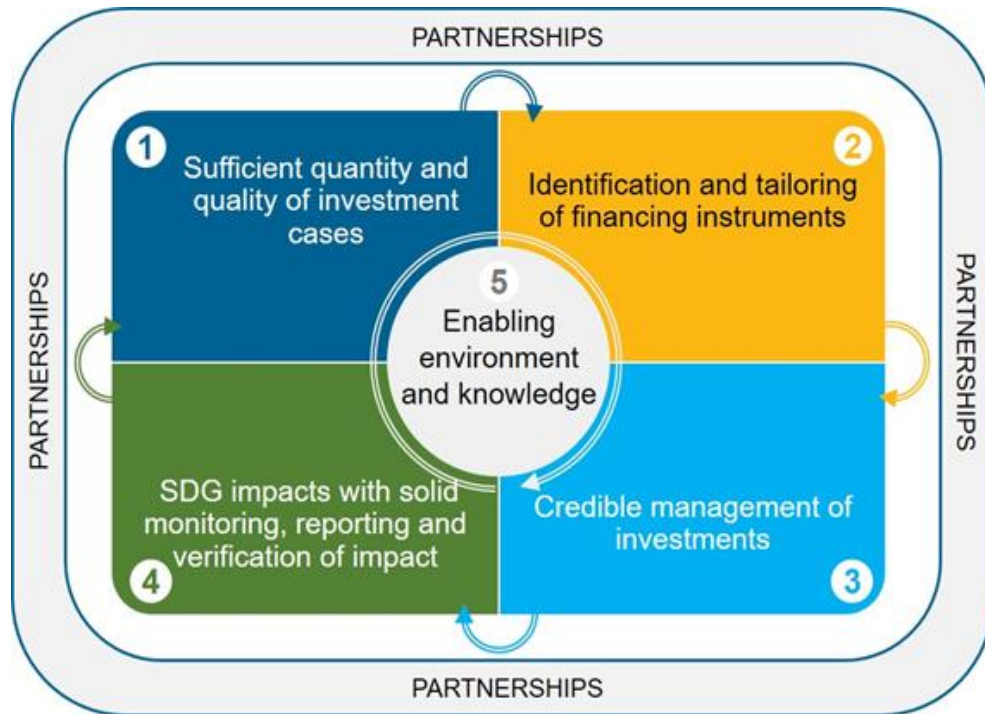 PARTNERSHIPS
1
Sufficient quantity and
quality of investment
cases
2
Identification and tailoring
of financing instruments
PARTNERSHIPS
PARTNERSHIPS
5
Enabling
environment
and knowledge
SDG impacts with solid
monitoring, reporting and
verification of impact
4
Credible management of
investments
3
PARTNERSHIPS